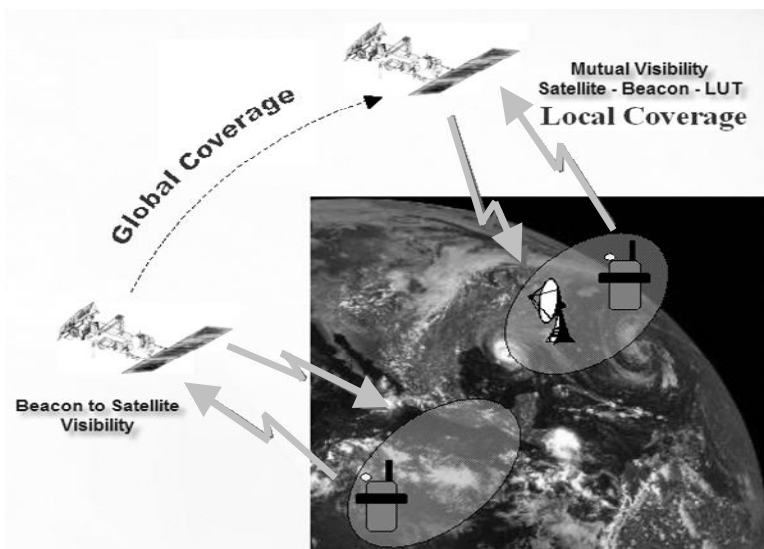 Mutual Visibility
Satellite - Beacon - LUT
Local Coverage
Global Coverage
Beacon to Satellite
Visibility